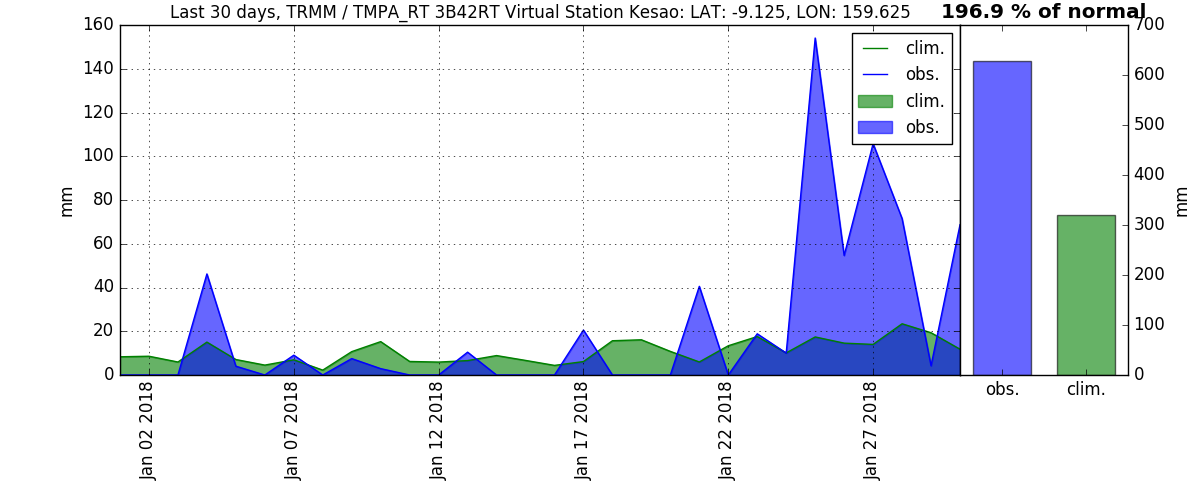 Last 30 days, TRMM / TMPA_RT 3B42RT Virtual Station Kesao: LAT: -9.125, LON: 159.625
196.9 % of normal
mm
160
140
120
100
80
60
40
20
0
clim.
obs.
clim.
obs.
Jan 02 2018
Jan 07 2018
Jan 12 2018
Jan 17 2018
Jan 22 2018
Jan 27 2018
obs.
clim.
700
600
500
400
300
200
100
0
mm